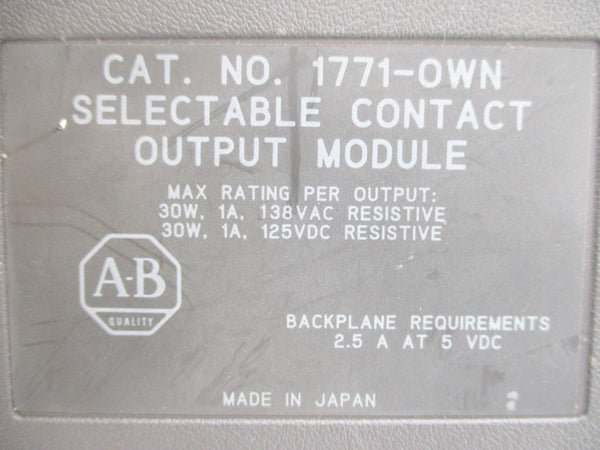 CAT. NO. 1771-OWN
SELECTABLE CONTACT
OUTPUT MODULE
MAX RATING PER OUTPUT:
30W, 1A, 138VAC RESISTIVE
30W, 1A, 125VDC RESISTIVE
A-B
QUALITY
BACKPLANE REQUIREMENTS
2.5 A AT 5 VDC
MADE IN JAPAN